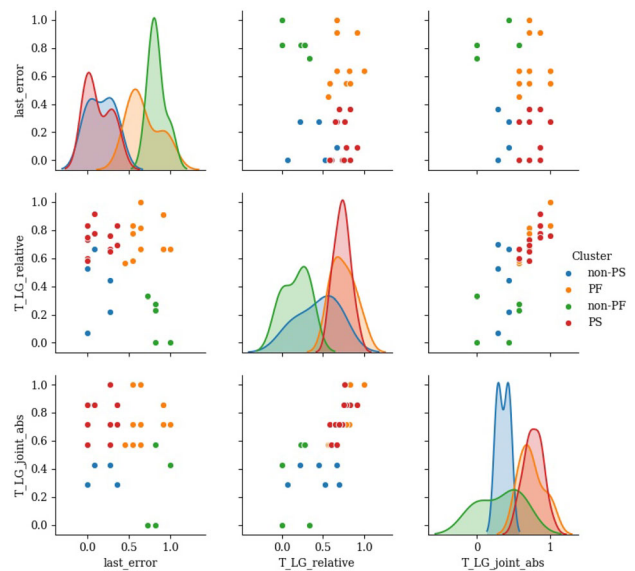 last_error
1.0
0.8
0.6
0.4
0.2
0.0
T_LG_relative
1.0
0.8
0.6
0.4
0.2
0.0
Cluster
non-PS
PF
non-PF
PS
T_LG_joint_abs
1.0
0.8
0.6
0.4
0.2
0.0
0.0 0.5 1.0
last_error
0.0 0.5 1.0
T_LG_relative
0 1
T_LG_joint_abs